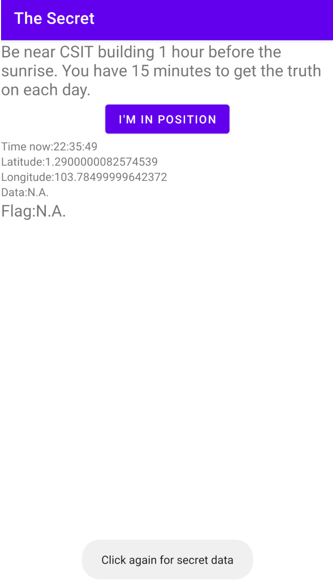 The Secret
Be near CSIT building 1 hour before the
sunrise. You have 15 minutes to get the truth
on each day.
I'M IN POSITION
Time now:22:35:49
Latitude:1.2900000082574539
Longitude:103.78499999642372
Data:N.A.
Flag:N.A.
Click again for secret data